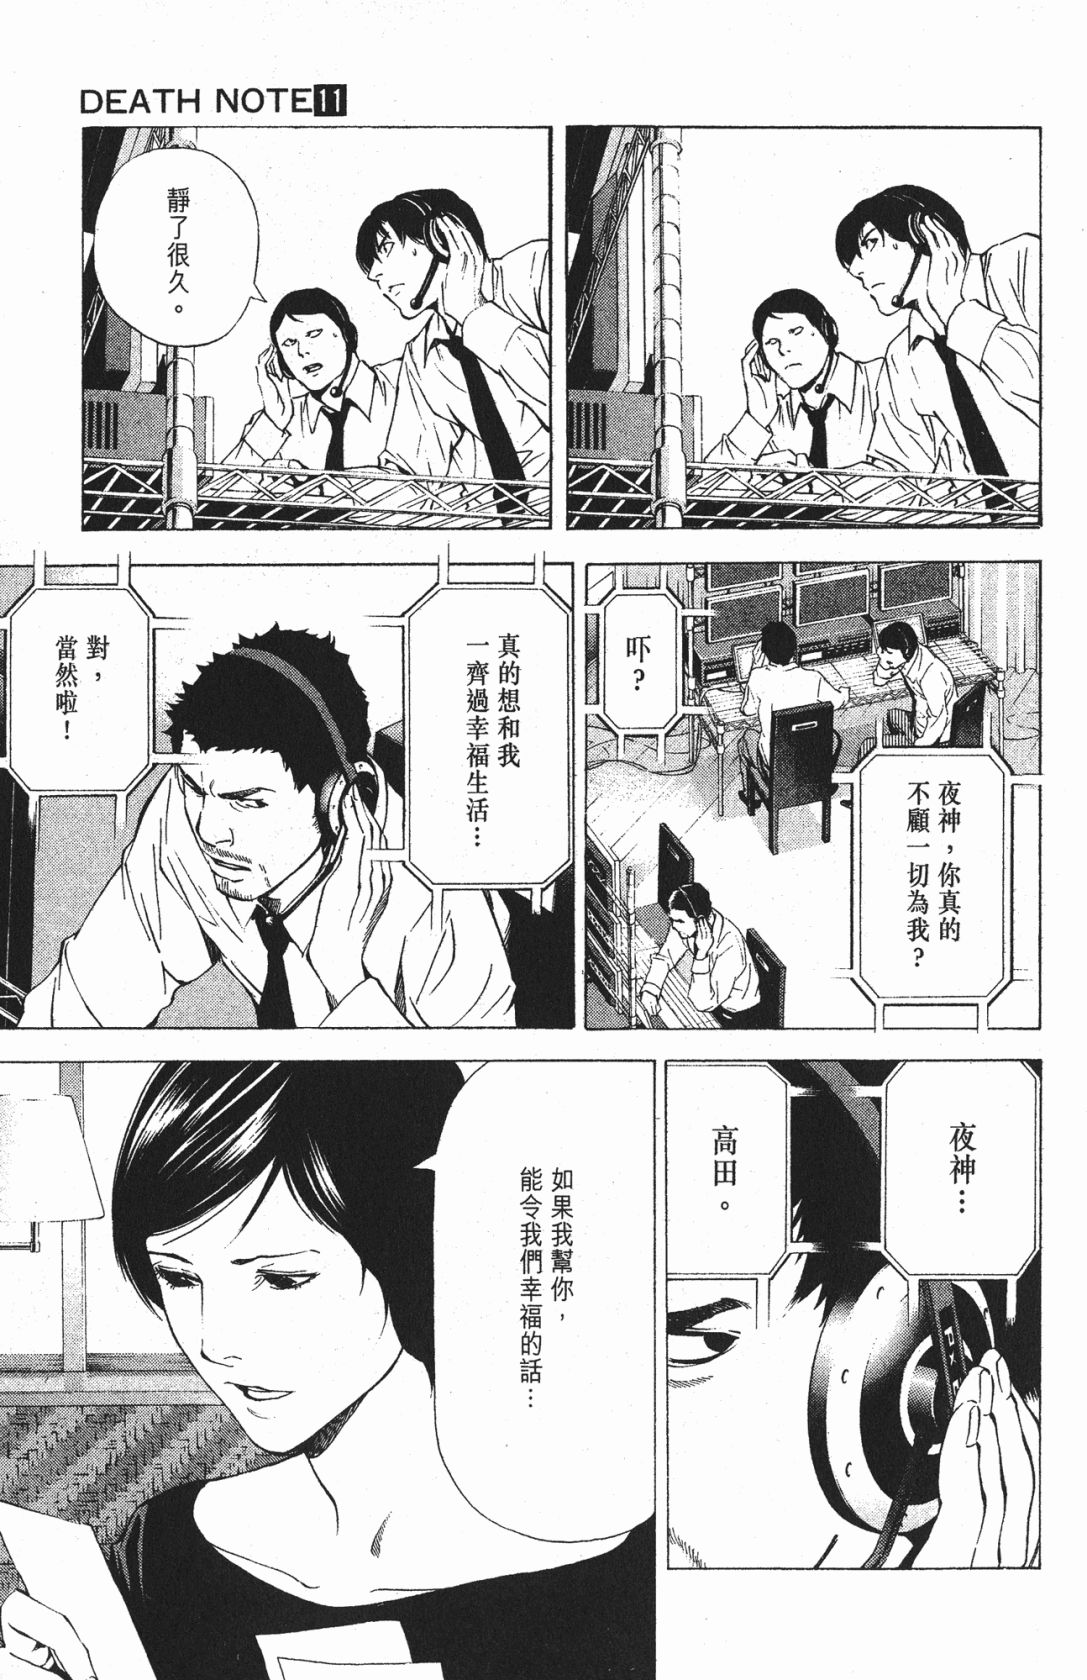 DEATH NOTE 11
靜了很久。
吓？
夜神，你真的
不顧一切為我？
真的想和我
一齊過幸福生活…
對，
當然啦！
夜神…
高田。
如果我幫你，
能令我們幸福的話…